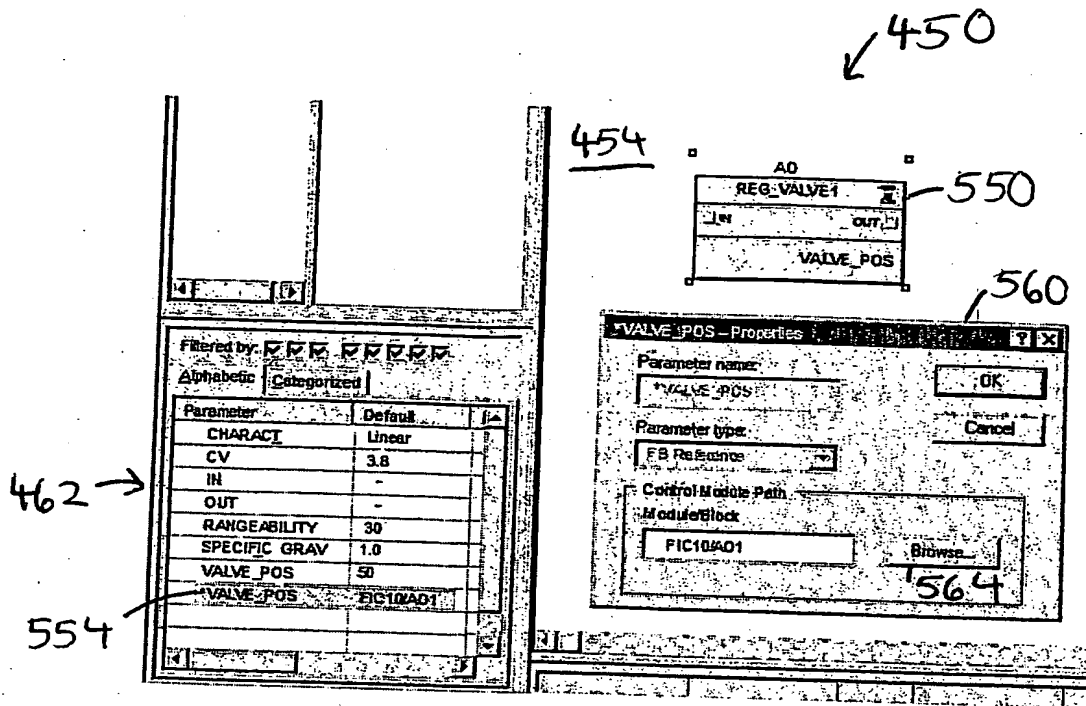 450
454
AO
REG_VALVE1
550
IN OUT
VALVE_POS
560
*VALVE_POS – Properties ? X
Parameter name:
*VALVE_POS
OK
Parameter type:
FB Reference
Cancel
Control Module Path
Module/Block
FIC10/AO1
Browse...
564
Filtered by:
Alphabetic Categorized
Parameter Default
CHARACT Linear
CV 3.8
IN -
OUT -
RANGEABILITY 30
SPECIFIC GRAV 1.0
VALVE_POS 50
*VALVE_POS FIC10/AO1
462
554